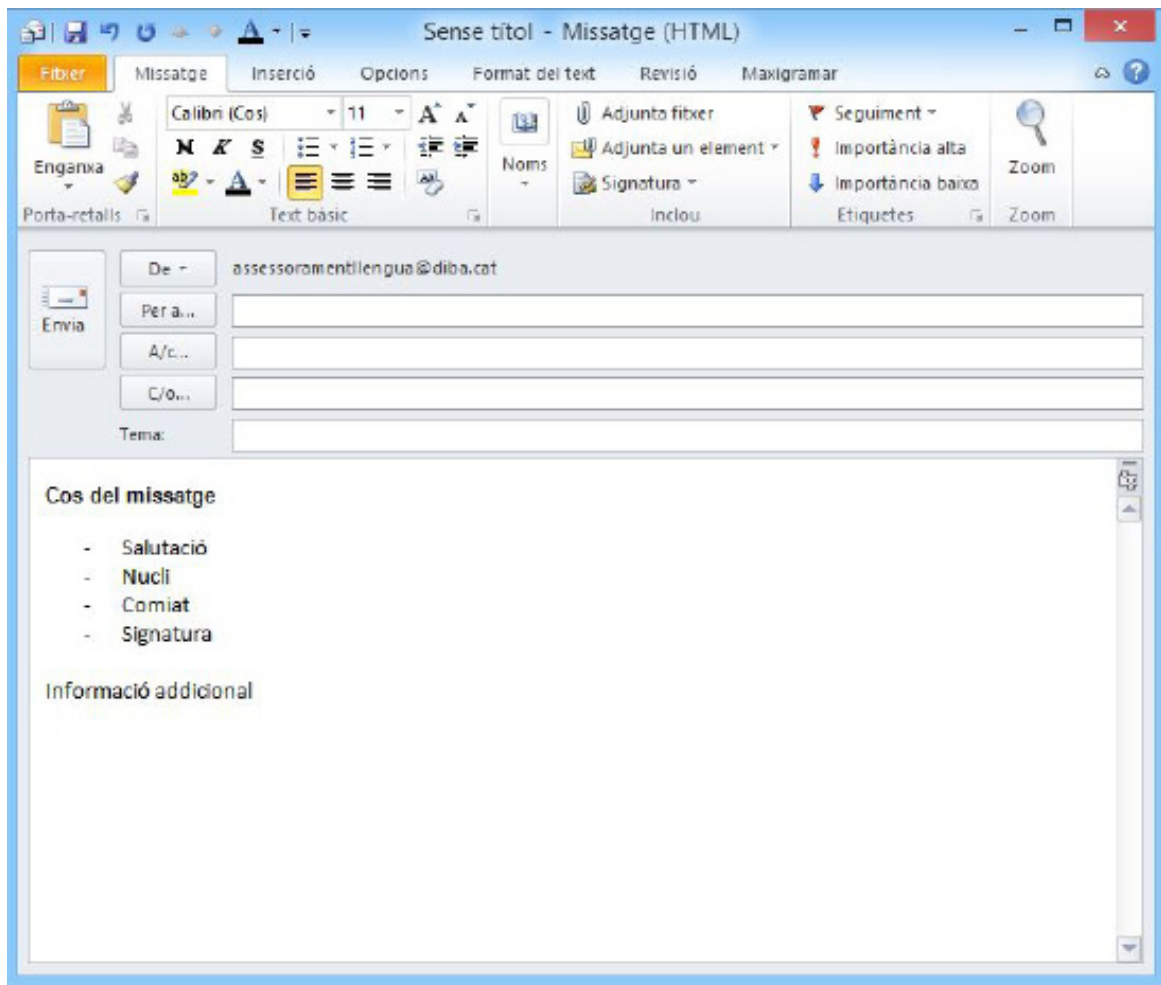 Sense títol - Missatge (HTML)
Fitxer Missatge Inserció Opcions Format del text Revisió Maxigramar
Enganxa
Calibri (Cos) 11
N K S
Noms
Adjunta fitxer
Adjunta un element
Signatura
Seguiment
Importància alta
Importància baixa
Zoom
Porta-retalls Text bàsic Inclou Etiquetes Zoom
Envia
De assessoramentllengua@diba.cat
Per a...
A/c...
C/o...
Tema:
Cos del missatge
- Salutació
- Nucli
- Comiat
- Signatura
Informació addicional